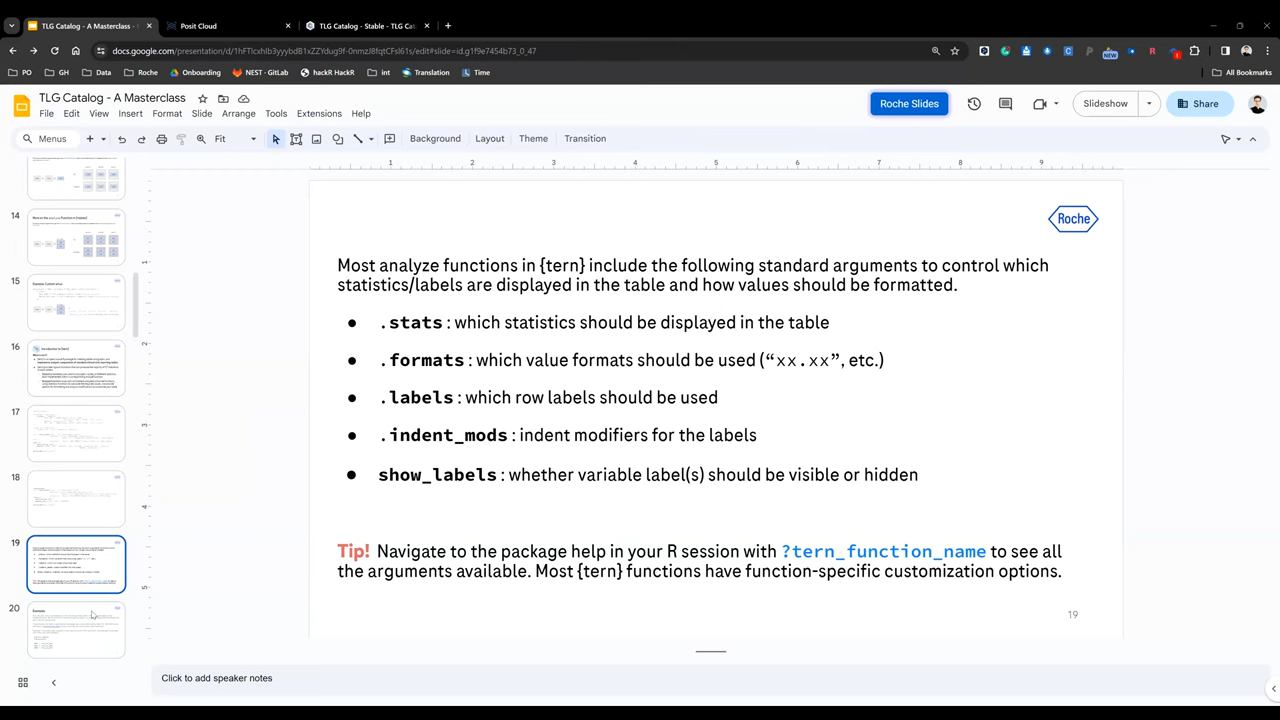 TLG Catalog - A Masterclass -
Posit Cloud
TLG Catalog - Stable - TLG Cat
docs.google.com/presentation/d/1hFTlcxhIb3yyybdB1xZZYdug9f-0nmzJ8fqtCFsl61s/edit#slide=id.g1f9e7454b73_0_47
NEW
PO
GH
Data
Roche
Onboarding
NEST - GitLab
hackR HackR
int
Translation
Time
All Bookmarks
TLG Catalog - A Masterclass
File Edit View Insert Format Slide Arrange Tools Extensions Help
Roche Slides
Slideshow
Share
Menus
Fit
Background
Layout
Theme
Transition
14
15
16
17
18
19
20
Roche
Most analyze functions in {tern} include the following standard arguments to control which
statistics/labels are displayed in the table and how they should be formatted:
.stats: which statistics should be displayed in the table
.formats: which value formats should be used ("xx.x", etc.)
.labels: which row labels should be used
indent modifiers for the labels
show_labels: whether variable label(s) should be visible or hidden
Tip! Navigate to the package help in your R session using ?tern_function_name to see all
the arguments available. Most {tern} functions have function-specific customization options.
19
Click to add speaker notes